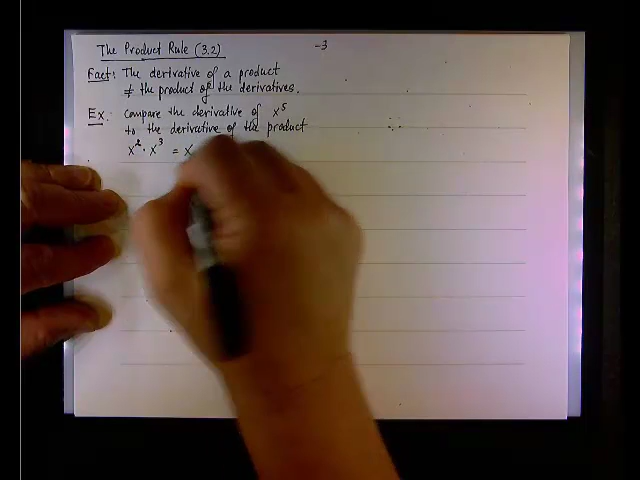 The Product Rule (3.2)
-3
Fact: The derivative of a product
≠ the product of the derivatives.
Ex: Compare the derivative of x⁵
to the derivative of the product
x² · x³ = x